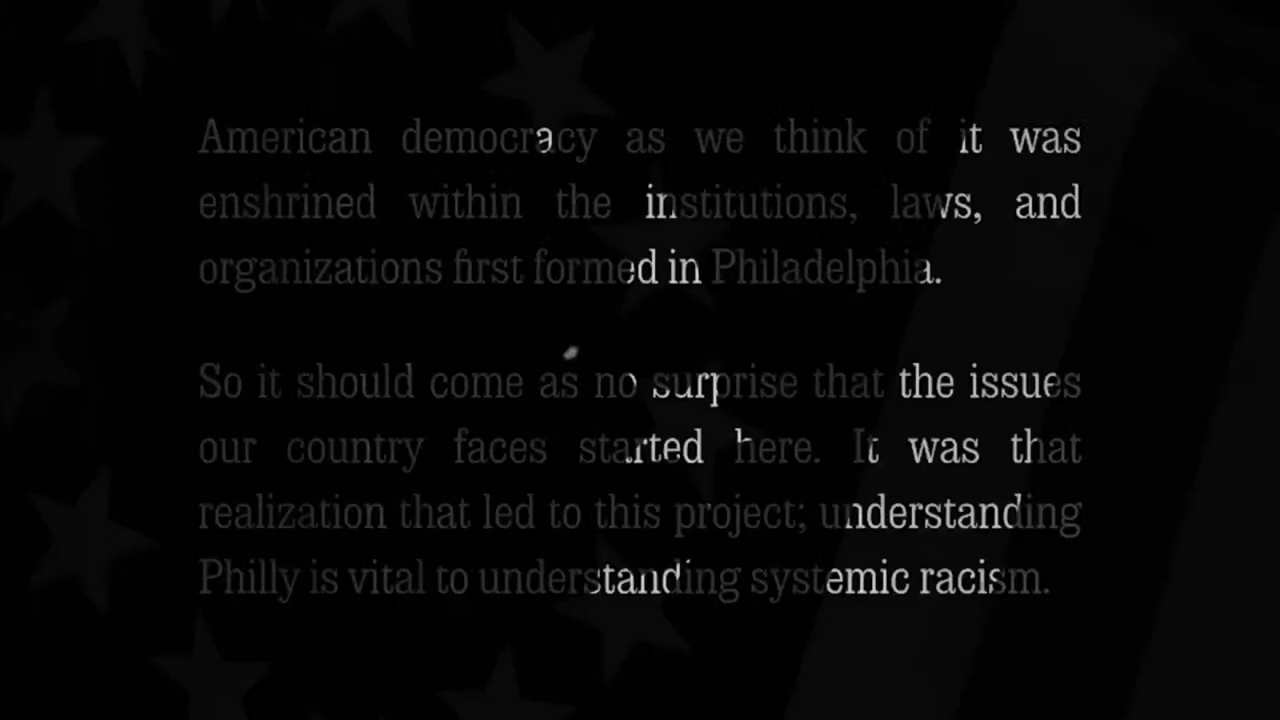 American democracy as we think of it was
enshrined within the institutions, laws, and
organizations first formed in Philadelphia.
So it should come as no surprise that the issues
our country faces started here. It was that
realization that led to this project; understanding
Philly is vital to understanding systemic racism.